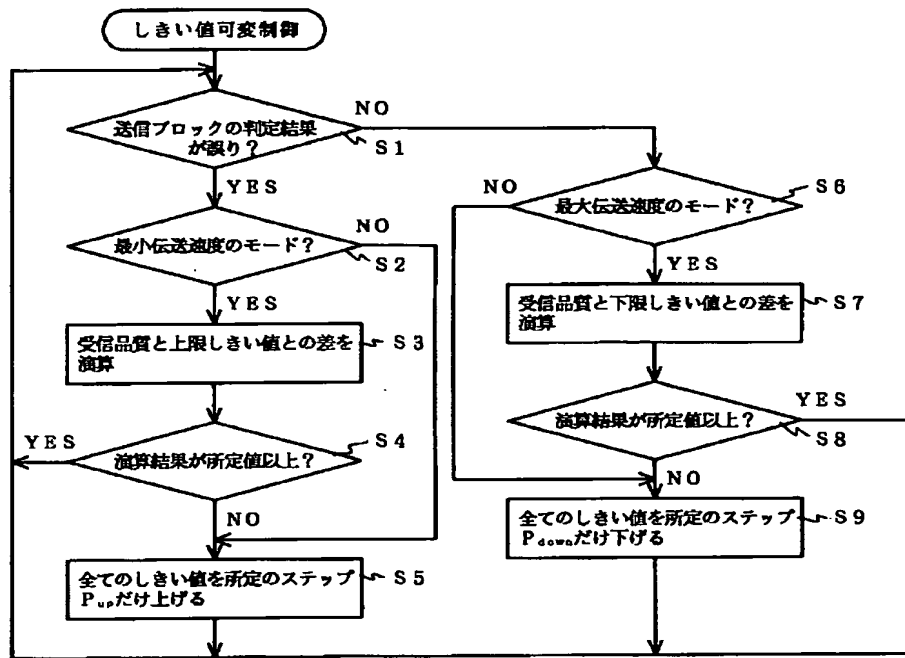 しきい値可変制御
送信ブロックの判定結果
が誤り？
NO
S1
YES
最小伝送速度のモード？
NO
S2
YES
受信品質と上限しきい値との差を
演算
S3
YES
演算結果が所定値以上？
S4
NO
全てのしきい値を所定のステップ
Pupだけ上げる
S5
NO
最大伝送速度のモード？
S6
YES
受信品質と下限しきい値との差を
演算
S7
演算結果が所定値以上？
YES
S8
NO
全てのしきい値を所定のステップ
Pdownだけ下げる
S9